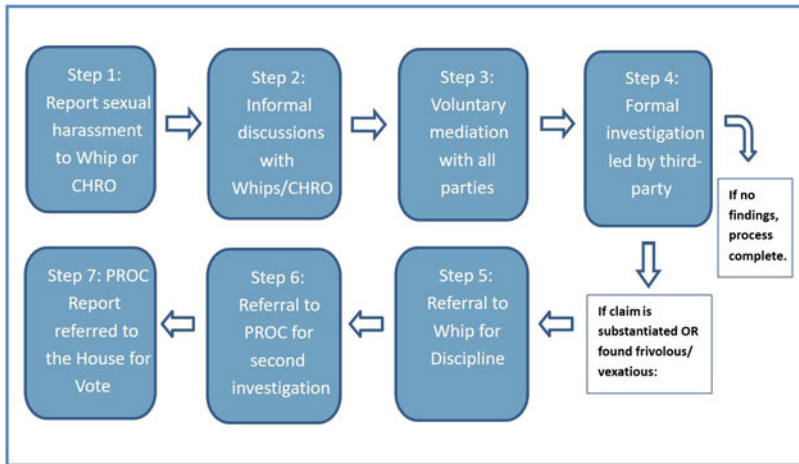 Step 1:
Report sexual
harassment
to Whip or
CHRO
Step 2:
Informal
discussions
with
Whips/CHRO
Step 3:
Voluntary
mediation
with all
parties
Step 4:
Formal
investigation
led by third-
party
If no
findings,
process
complete.
If claim is
substantiated OR
found frivolous/
vexatious:
Step 5:
Referral to
Whip for
Discipline
Step 6:
Referral to
PROC for
second
investigation
Step 7: PROC
Report
referred to
the House for
Vote